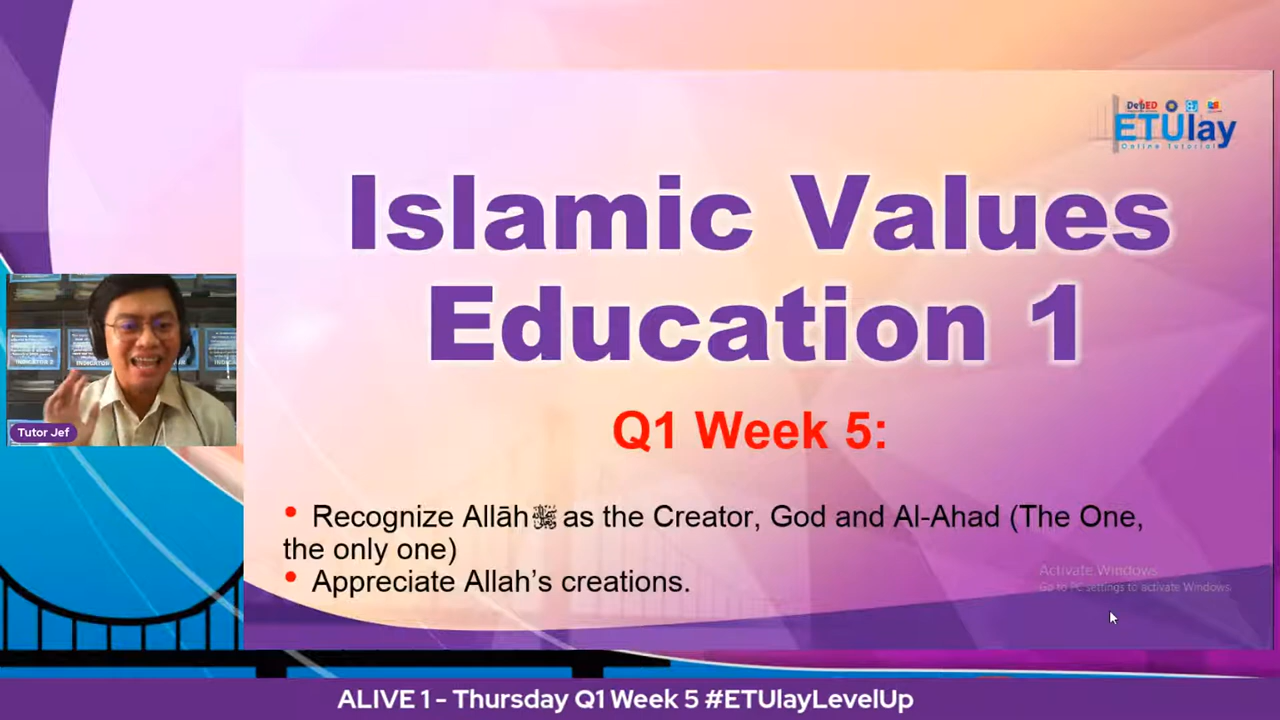 DepED
ETUlay
Online Tutorial
Islamic Values
Education 1
Q1 Week 5:
• Recognize Allāhﷻ as the Creator, God and Al-Ahad (The One,
the only one)
• Appreciate Allah's creations.
Activate Windows
Go to PC settings to activate Windows
Tutor Jef
ALIVE 1 - Thursday Q1 Week 5 #ETUlayLevelUp